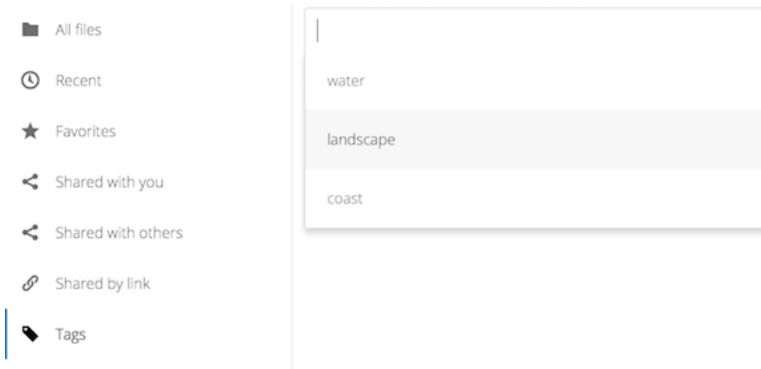 All files
Recent
Favorites
Shared with you
Shared with others
Shared by link
Tags
water
landscape
coast